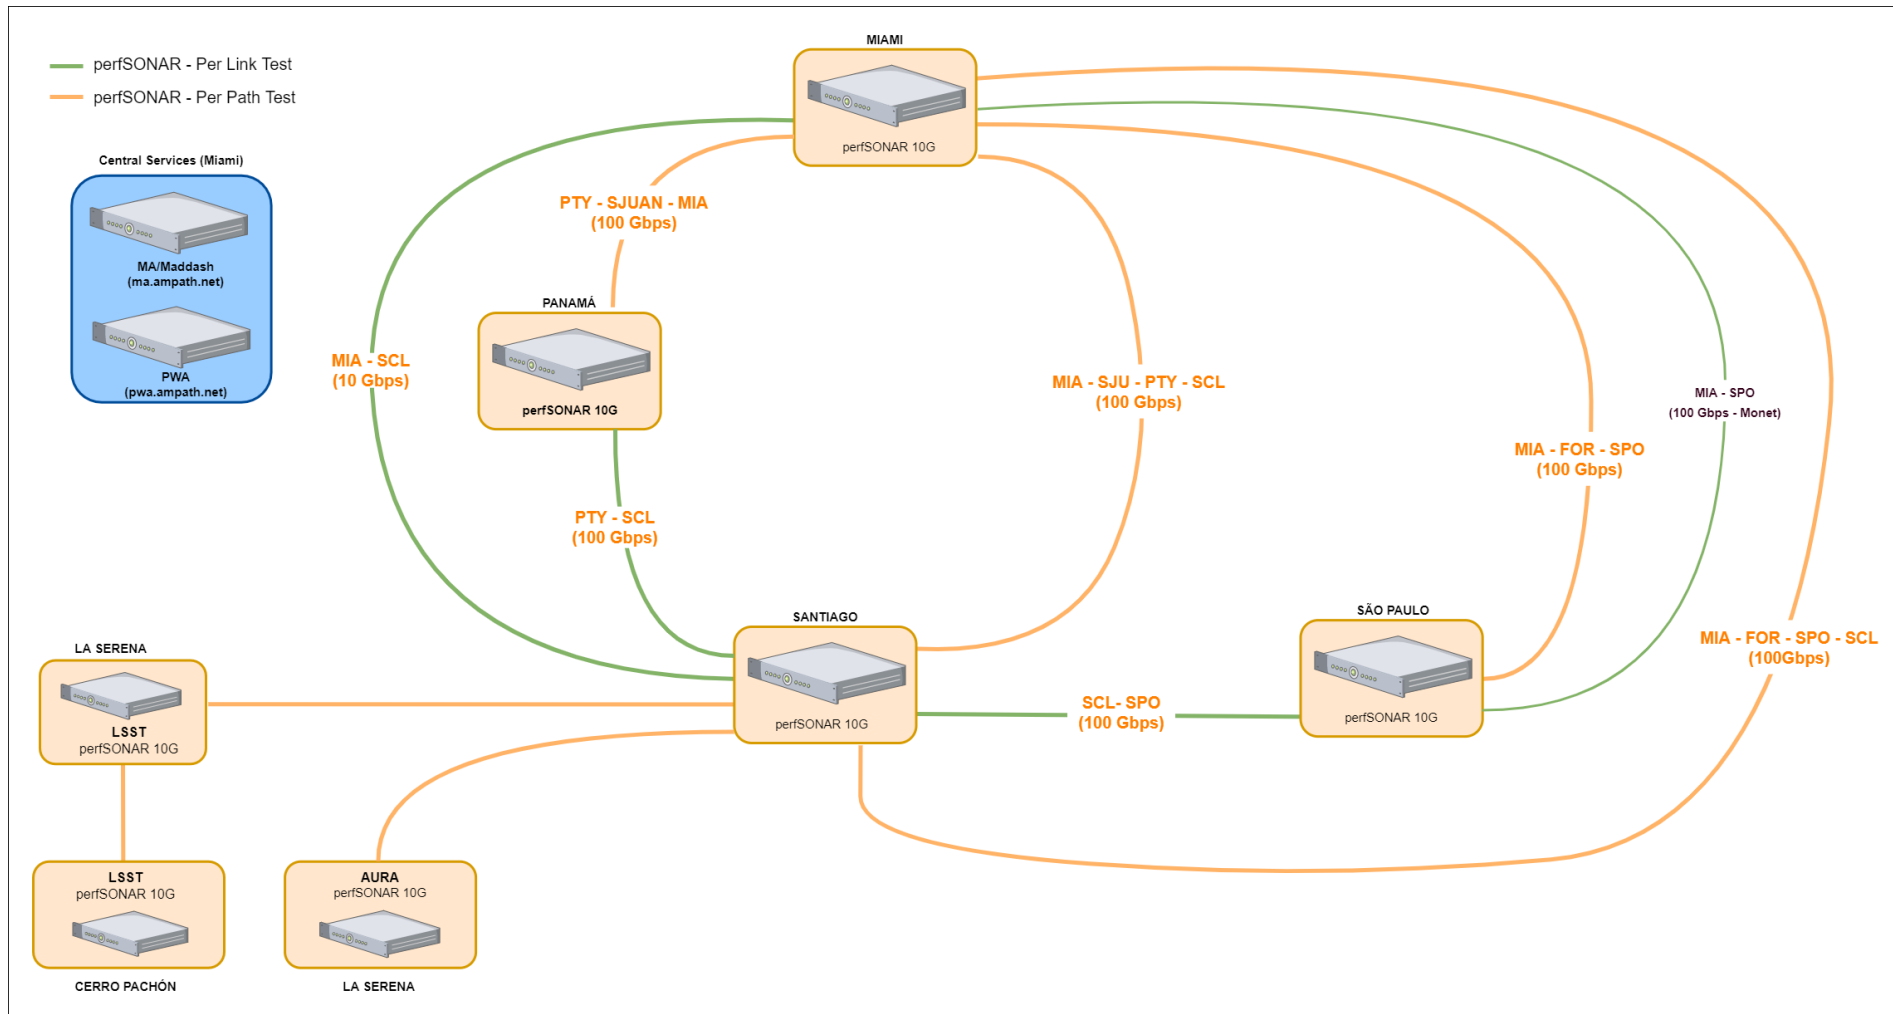 perfSONAR - Per Link Test
perfSONAR - Per Path Test
Central Services (Miami)
MA/Maddash
(ma.ampath.net)
PWA
(pwa.ampath.net)
MIAMI
perfSONAR 10G
PTY - SJUAN - MIA
(100 Gbps)
PANAMÁ
perfSONAR 10G
MIA - SCL
(10 Gbps)
MIA - SJU - PTY - SCL
(100 Gbps)
MIA - SPO
(100 Gbps - Monet)
MIA - FOR - SPO
(100 Gbps)
PTY - SCL
(100 Gbps)
SANTIAGO
perfSONAR 10G
SÃO PAULO
perfSONAR 10G
MIA - FOR - SPO - SCL
(100Gbps)
SCL- SPO
(100 Gbps)
LA SERENA
LSST
perfSONAR 10G
LSST
perfSONAR 10G
CERRO PACHÓN
AURA
perfSONAR 10G
LA SERENA